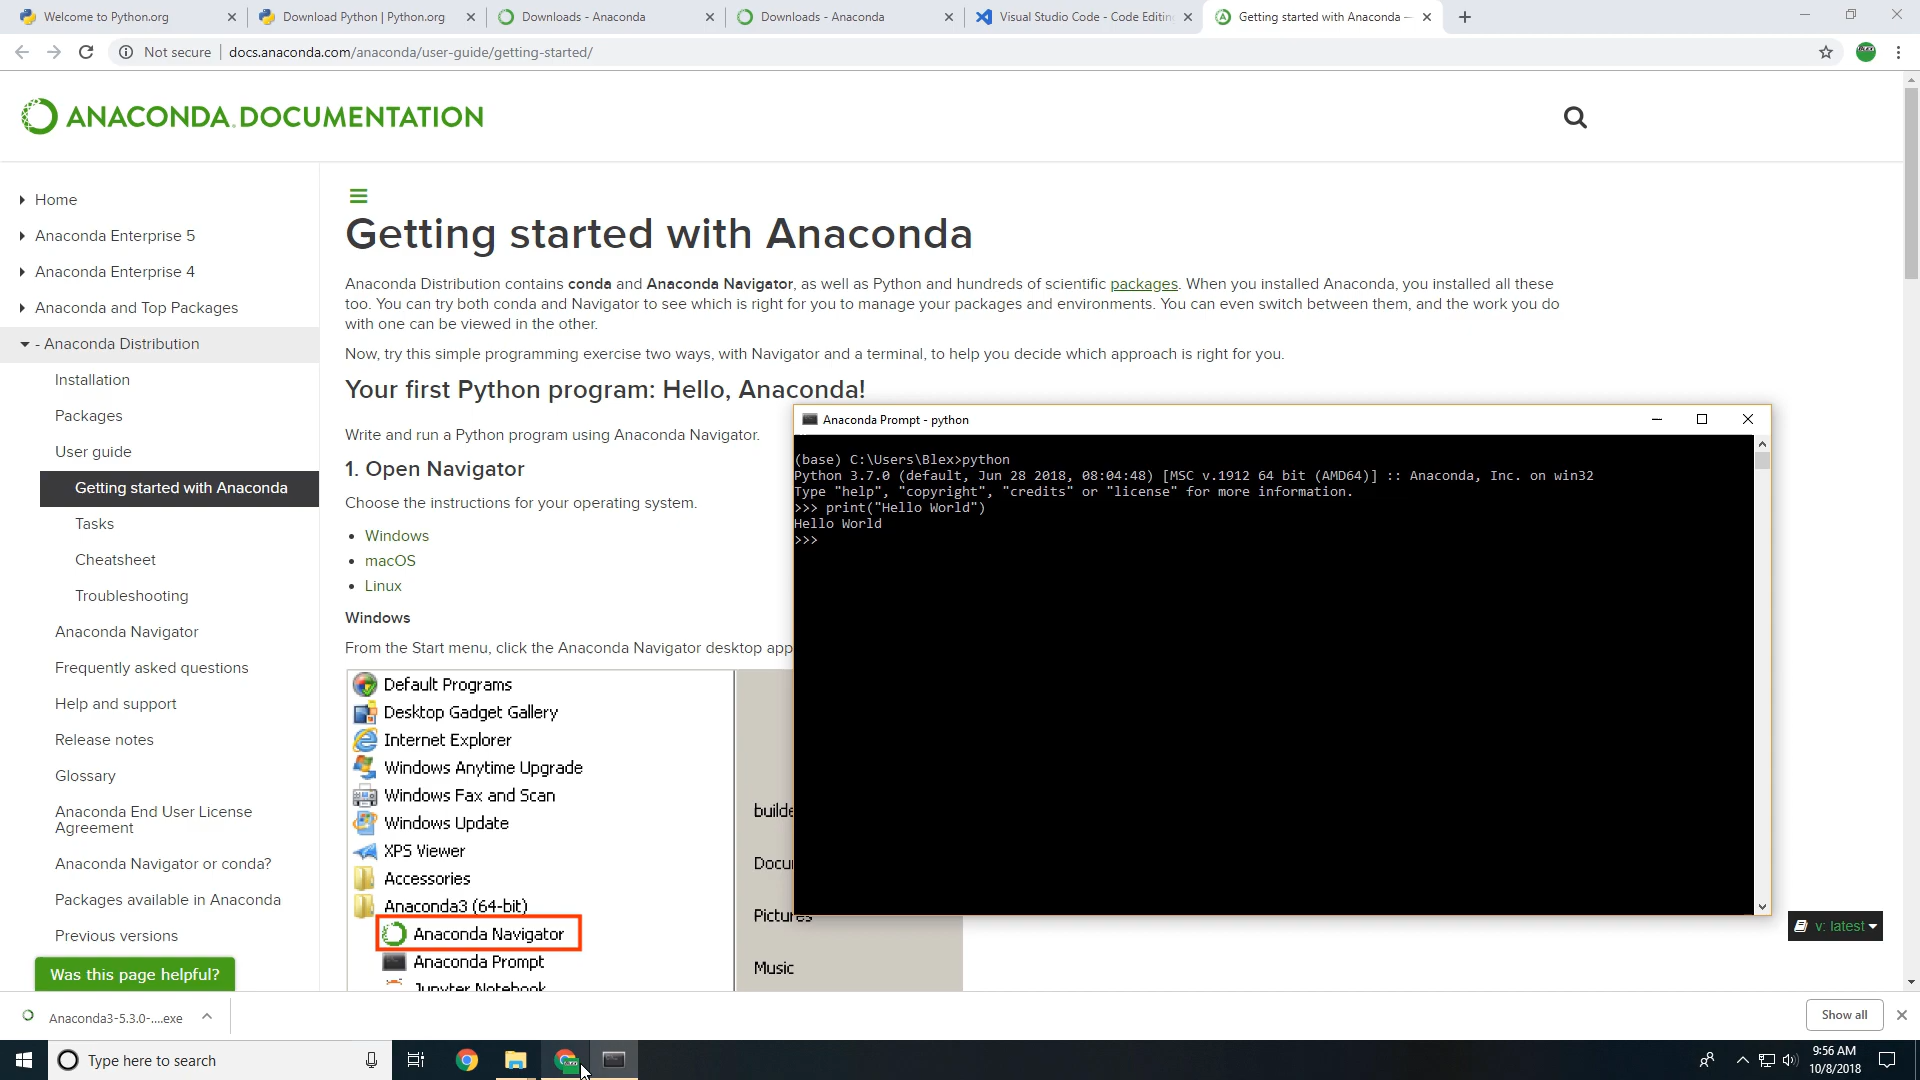 Welcome to Python.org
Download Python | Python.org
Downloads - Anaconda
Downloads - Anaconda
Visual Studio Code - Code Editin
Getting started with Anaconda —
Not secure | docs.anaconda.com/anaconda/user-guide/getting-started/
ANACONDA.DOCUMENTATION
Home
Anaconda Enterprise 5
Anaconda Enterprise 4
Anaconda and Top Packages
- Anaconda Distribution
Installation
Packages
User guide
Getting started with Anaconda
Tasks
Cheatsheet
Troubleshooting
Anaconda Navigator
Frequently asked questions
Help and support
Release notes
Glossary
Anaconda End User License
Agreement
Anaconda Navigator or conda?
Packages available in Anaconda
Previous versions
Was this page helpful?
Getting started with Anaconda
Anaconda Distribution contains conda and Anaconda Navigator, as well as Python and hundreds of scientific packages. When you installed Anaconda, you installed all these
too. You can try both conda and Navigator to see which is right for you to manage your packages and environments. You can even switch between them, and the work you do
with one can be viewed in the other.
Now, try this simple programming exercise two ways, with Navigator and a terminal, to help you decide which approach is right for you.
Your first Python program: Hello, Anaconda!
Write and run a Python program using Anaconda Navigator.
1. Open Navigator
Choose the instructions for your operating system.
Windows
macOS
Linux
Windows
From the Start menu, click the Anaconda Navigator desktop app
Default Programs
Desktop Gadget Gallery
Internet Explorer
Windows Anytime Upgrade
Windows Fax and Scan
Windows Update
XPS Viewer
Accessories
Anaconda3 (64-bit)
Anaconda Navigator
Anaconda Prompt
Jupyter Notebook
builde
Docu
Pictures
Music
Anaconda Prompt - python
(base) C:\Users\Blex>python
Python 3.7.0 (default, Jun 28 2018, 08:04:48) [MSC v.1912 64 bit (AMD64)] :: Anaconda, Inc. on win32
Type "help", "copyright", "credits" or "license" for more information.
>>> print("Hello World")
Hello World
>>>
v: latest
Anaconda3-5.3.0-....exe
Show all
Type here to search
9:56 AM
10/8/2018